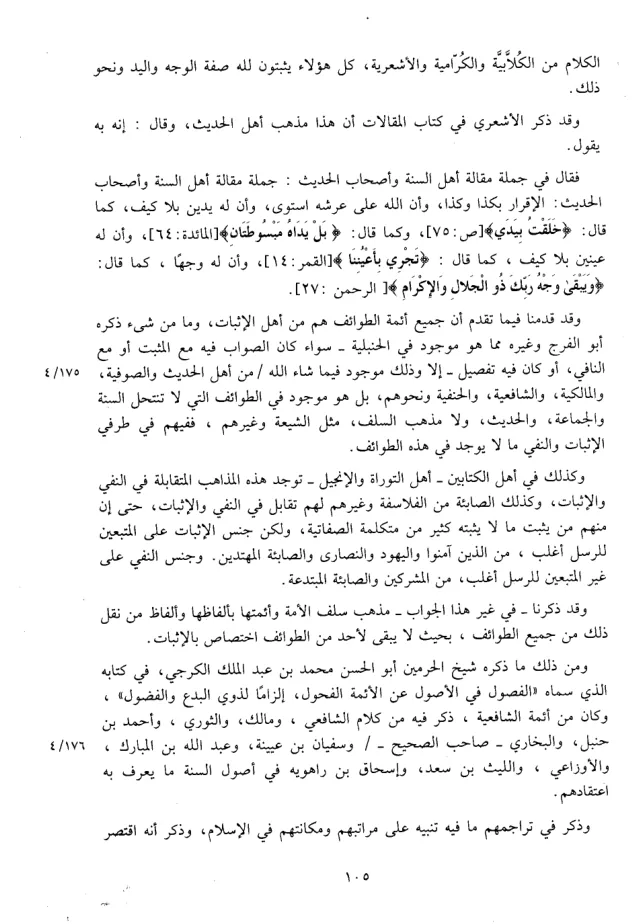 الكلام من الكُلاَّبيَّة والكُرّامية والأشعرية، كل هؤلاء يثبتون لله صفة الوجه واليد ونحو
ذلك.
وقد ذكر الأشعري في كتاب المقالات أن هذا مذهب أهل الحديث، وقال : إنه به
يقول.
فقال في جملة مقالة أهل السنة وأصحاب الحديث : جملة مقالة أهل السنة وأصحاب
الحديث: الإقرار بكذا وكذا، وأن الله على عرشه استوى، وأن له يدين بلا كيف، كما
قال: ﴿خَلَقْتُ بِيَدَيَّ﴾[ص:٧٥]، وكما قال: ﴿ بَلْ يَدَاهُ مَبْسُوطَتَانِ﴾[المائدة:٦٤]، وأن له
عينين بلا كيف ، كما قال : ﴿تَجْرِي بِأَعْيُنِنَا ﴾[القمر:١٤]، وأن له وجهًا ، كما قال:
﴿وَيَبْقَىٰ وَجْهُ رَبِّكَ ذُو الْجَلالِ وَالإِكْرَامِ ﴾[ الرحمن :٢٧].
وقد قدمنا فيما تقدم أن جميع أئمة الطوائف هم من أهل الإثبات، وما من شىء ذكره
أبو الفرج وغيره مما هو موجود في الحنبلية ــ سواء كان الصواب فيه مع المثبت أو مع
النافي، أو كان فيه تفصيل ــ إلا وذلك موجود فيما شاء الله / من أهل الحديث والصوفية، ٤/١٧٥
والمالكية، والشافعية، والحنفية ونحوهم، بل هو موجود في الطوائف التي لا تنتحل السنة
والجماعة، والحديث، ولا مذهب السلف، مثل الشيعة وغيرهم ، ففيهم في طرفي
الإثبات والنفي ما لا يوجد في هذه الطوائف.
وكذلك في أهل الكتابين ــ أهل التوراة والإنجيل ــ توجد هذه المذاهب المتقابلة في النفي
والإثبات، وكذلك الصابئة من الفلاسفة وغيرهم لهم تقابل في النفي والإثبات، حتى إن
منهم من يثبت ما لا يثبته كثير من متكلمة الصفاتية، ولكن جنس الإثبات على المتبعين
للرسل أغلب ، من الذين آمنوا واليهود والنصارى والصابئة المهتدين. وجنس النفي على
غير المتبعين للرسل أغلب، من المشركين والصابئة المبتدعة.
وقد ذكرنا ــ في غير هذا الجواب ــ مذهب سلف الأمة وأئمتها بألفاظها وألفاظ من نقل
ذلك من جميع الطوائف ، بحيث لا يبقى لأحد من الطوائف اختصاص بالإثبات.
ومن ذلك ما ذكره شيخ الحرمين أبو الحسن محمد بن عبد الملك الكرجي، في كتابه
الذي سماه «الفصول في الأصول عن الأئمة الفحول، إلزامًا لذوي البدع والفضول» ،
وكان من أئمة الشافعية ، ذكر فيه من كلام الشافعي ، ومالك، والثوري ، وأحمد بن
حنبل، والبخاري ــ صاحب الصحيح ــ / وسفيان بن عيينة، وعبد الله بن المبارك ، ٤/١٧٦
والأوزاعي ، والليث بن سعد، وإسحاق بن راهويه في أصول السنة ما يعرف به
اعتقادهم.
وذكر في تراجمهم ما فيه تنبيه على مراتبهم ومكانتهم في الإسلام، وذكر أنه اقتصر
١٠٥